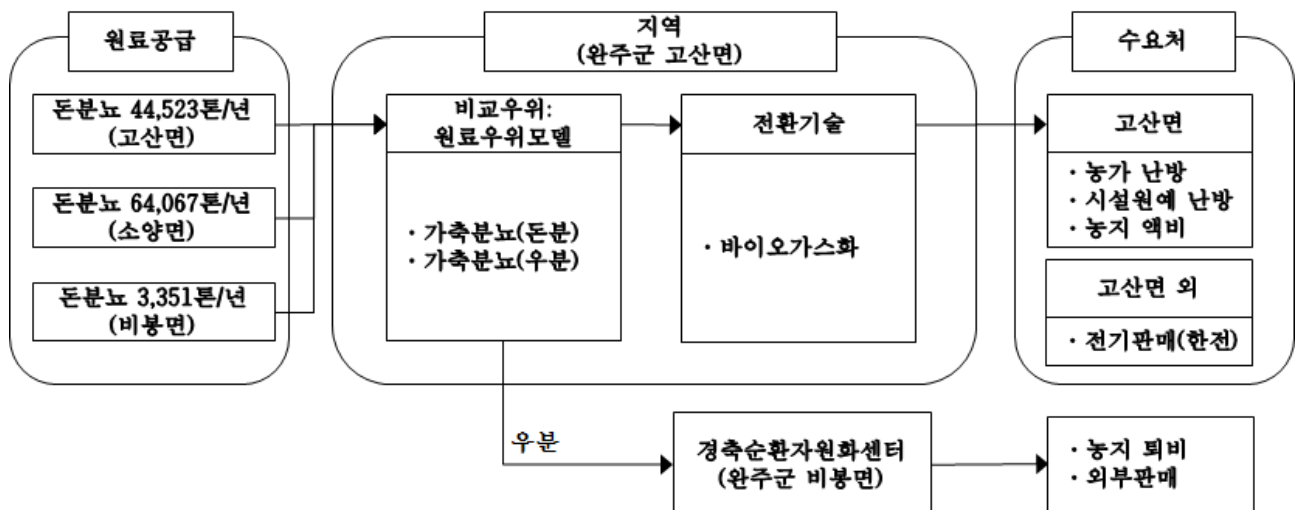 원료공급
돈분뇨 44,523톤/년
(고산면)
돈분뇨 64,067톤/년
(소양면)
돈분뇨 3,351톤/년
(비봉면)
지역
(완주군 고산면)
비교우위:
원료우위모델
· 가축분뇨(돈분)
· 가축분뇨(우분)
전환기술
· 바이오가스화
수요처
고산면
· 농가 난방
· 시설원예 난방
· 농지 액비
고산면 외
· 전기판매(한전)
우분
경축순환자원화센터
(완주군 비봉면)
· 농지 퇴비
· 외부판매